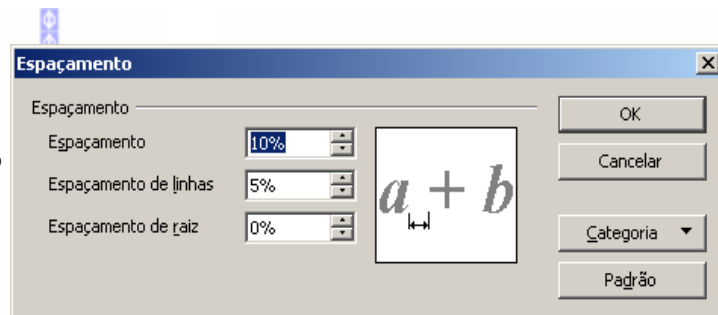 Espaçamento
Espaçamento
Espaçamento 10%
Espaçamento de linhas 5%
Espaçamento de raiz 0%
a + b
OK
Cancelar
Categoria
Padrão